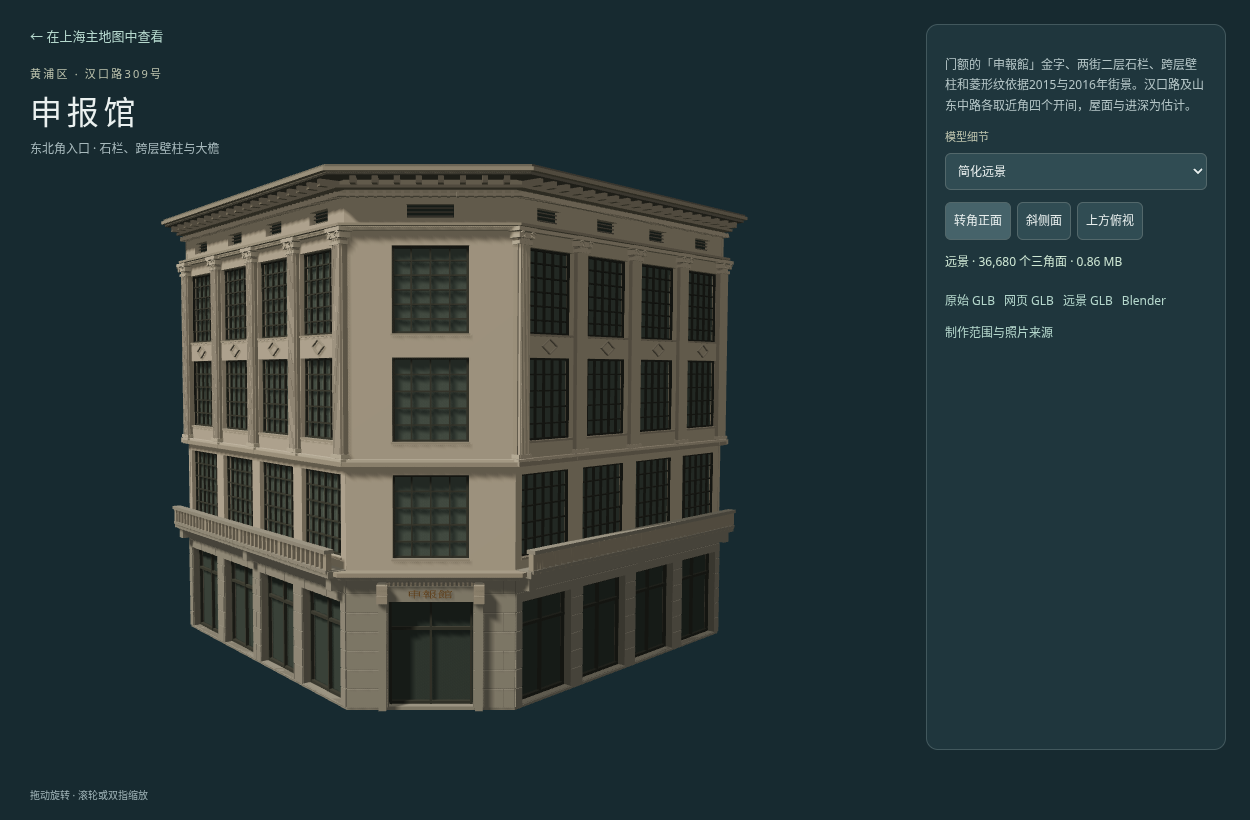 ← 在上海主地图中查看
黄浦区 · 汉口路309号
申报馆
东北角入口 · 石栏、跨层壁柱与大檐
申報館
门额的「申報館」金字、两街二层石栏、跨层壁
柱和菱形纹依据2015与2016年街景。汉口路及山
东中路各取近角四个开间，屋面与进深为估计。
模型细节
简化远景
转角正面 斜侧面 上方俯视
远景 · 36,680 个三角面 · 0.86 MB
原始 GLB 网页 GLB 远景 GLB Blender
制作范围与照片来源
拖动旋转 · 滚轮或双指缩放